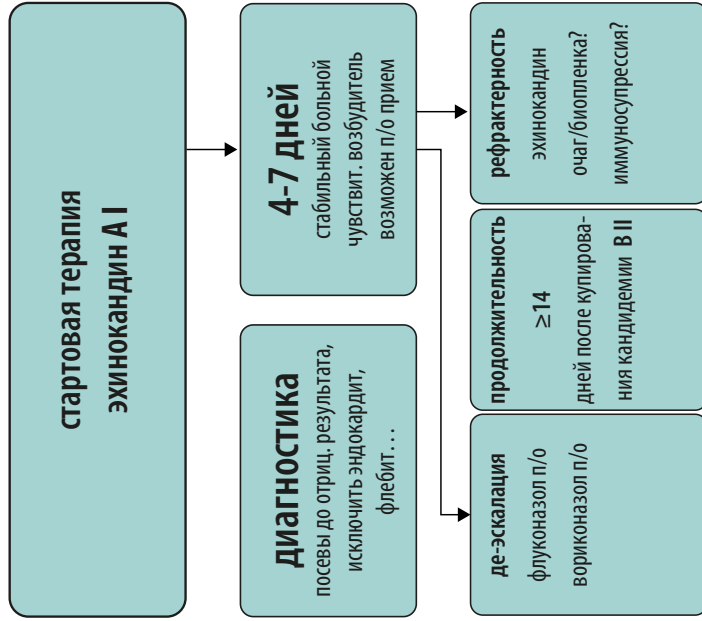 стартовая терапия
эхинокандин A I
диагностика
посевы до отриц. результата,
исключить эндокардит,
флебит…
4-7 дней
стабильный больной
чувствит. возбудитель
возможен п/о прием
де-эскалация
флуконазол п/о
вориконазол п/о
продолжительность
≥14
дней после купирова-
ния кандидемии B II
рефрактерность
эхинокандин
очаг/биопленка?
иммуносупрессия?